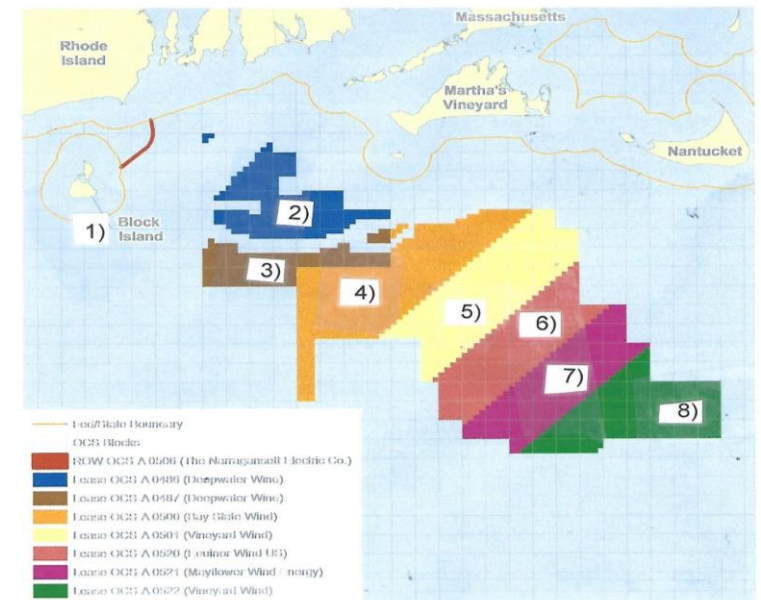 Massachusetts
Rhode
Island
Martha's
Vineyard
Nantucket
1)
Block
Island
2)
3)
4)
5)
6)
7)
8)
Fed/State Boundary
OCS Blocks
ROW OCS A 0506 (The Narragansett Electric Co.)
Lease OCS A 0486 (Deepwater Wind)
Lease OCS A 0487 (Deepwater Wind)
Lease OCS A 0500 (Bay State Wind)
Lease OCS A 0501 (Vineyard Wind)
Lease OCS A 0520 (Equinor Wind US)
Lease OCS A 0521 (Mayflower Wind Energy)
Lease OCS A 0522 (Vineyard Wind)